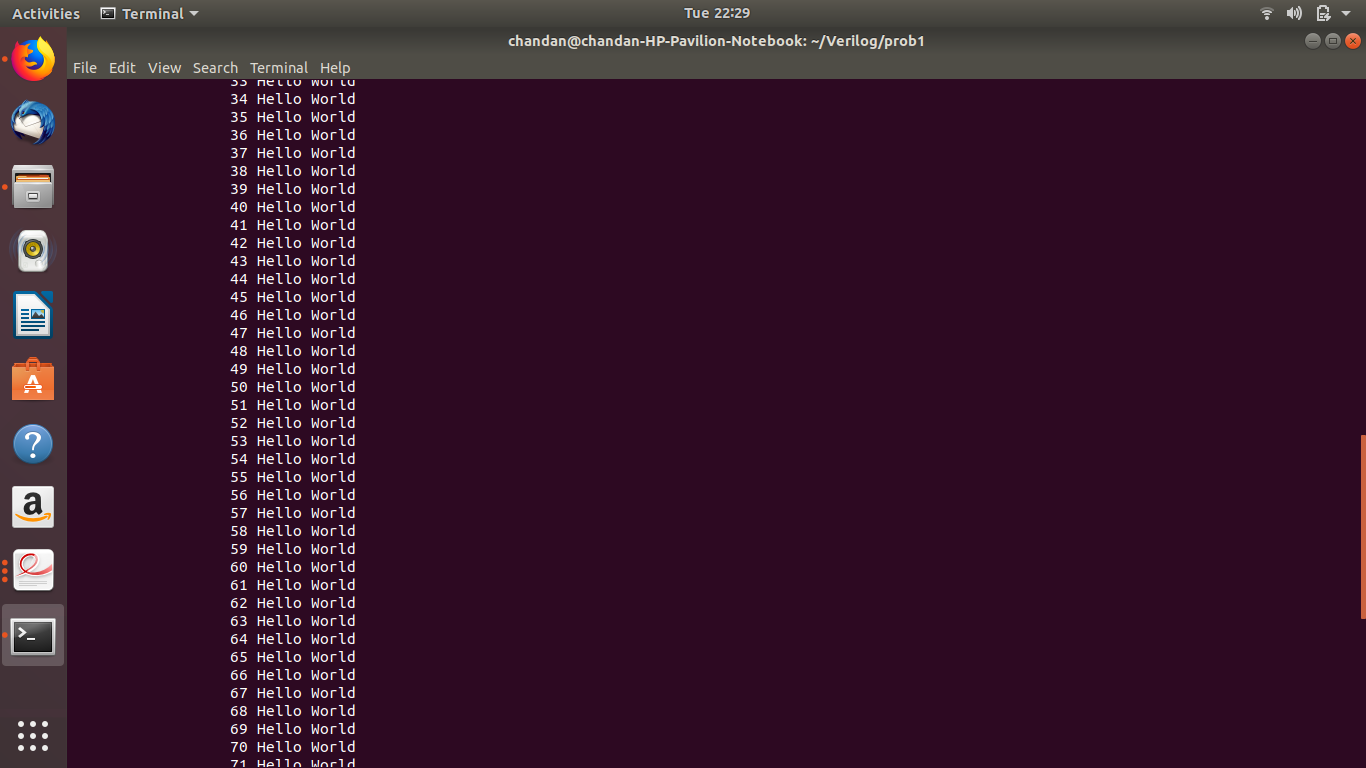 Activities Terminal Tue 22:29
chandan@chandan-HP-Pavilion-Notebook: ~/Verilog/prob1
File Edit View Search Terminal Help
33 Hello World
34 Hello World
35 Hello World
36 Hello World
37 Hello World
38 Hello World
39 Hello World
40 Hello World
41 Hello World
42 Hello World
43 Hello World
44 Hello World
45 Hello World
46 Hello World
47 Hello World
48 Hello World
49 Hello World
50 Hello World
51 Hello World
52 Hello World
53 Hello World
54 Hello World
55 Hello World
56 Hello World
57 Hello World
58 Hello World
59 Hello World
60 Hello World
61 Hello World
62 Hello World
63 Hello World
64 Hello World
65 Hello World
66 Hello World
67 Hello World
68 Hello World
69 Hello World
70 Hello World
71 Hello World